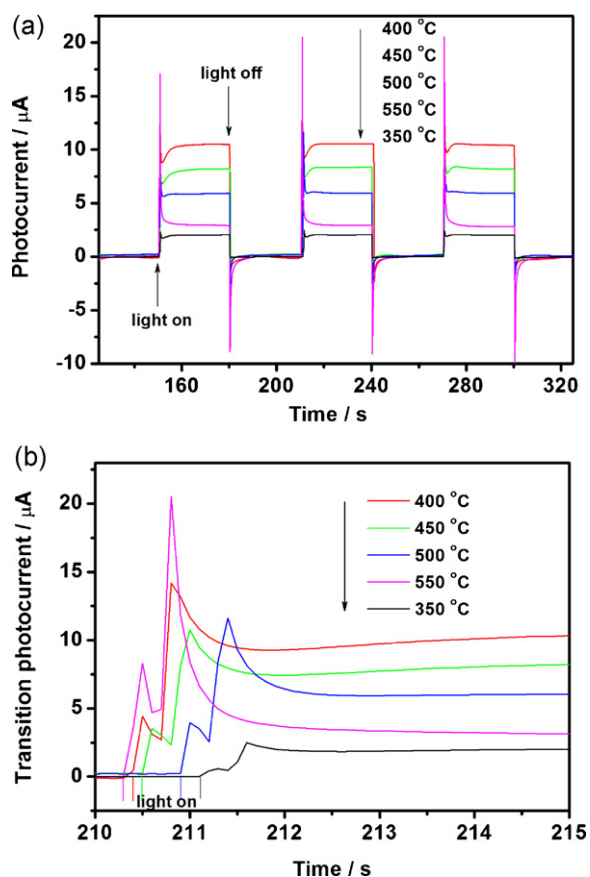 (a)
20
15
10
5
0
-5
-10
Photocurrent / μA
light on
light off
400 °C
450 °C
500 °C
550 °C
350 °C
160
200
240
280
320
Time / s
(b)
20
15
10
5
0
Transition photocurrent / μA
400 °C
450 °C
500 °C
550 °C
350 °C
light on
210
211
212
213
214
215
Time / s